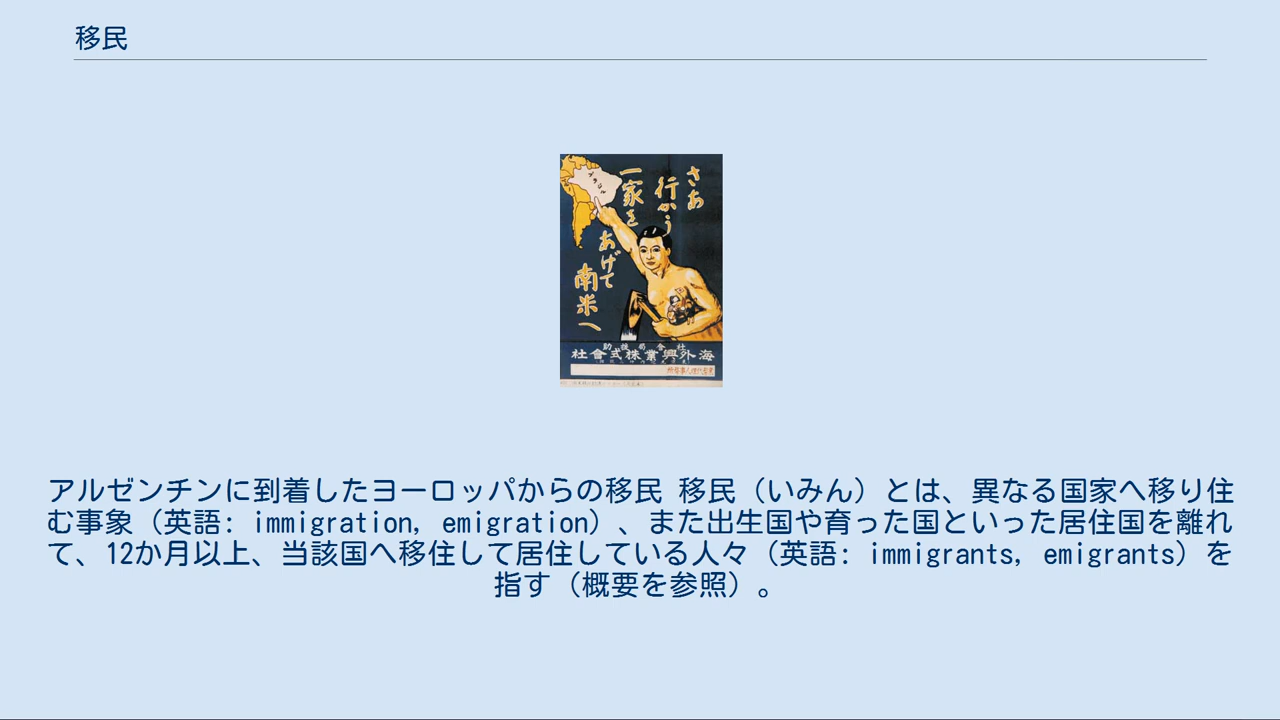 移民
さあ
行かう
一家を
あげて
南米へ
ブラジル
海外興業株式會社
アルゼンチンに到着したヨーロッパからの移民 移民（いみん）とは、異なる国家へ移り住
む事象（英語: immigration, emigration）、また出生国や育った国といった居住国を離れ
て、12か月以上、当該国へ移住して居住している人々（英語: immigrants, emigrants）を
指す（概要を参照）。